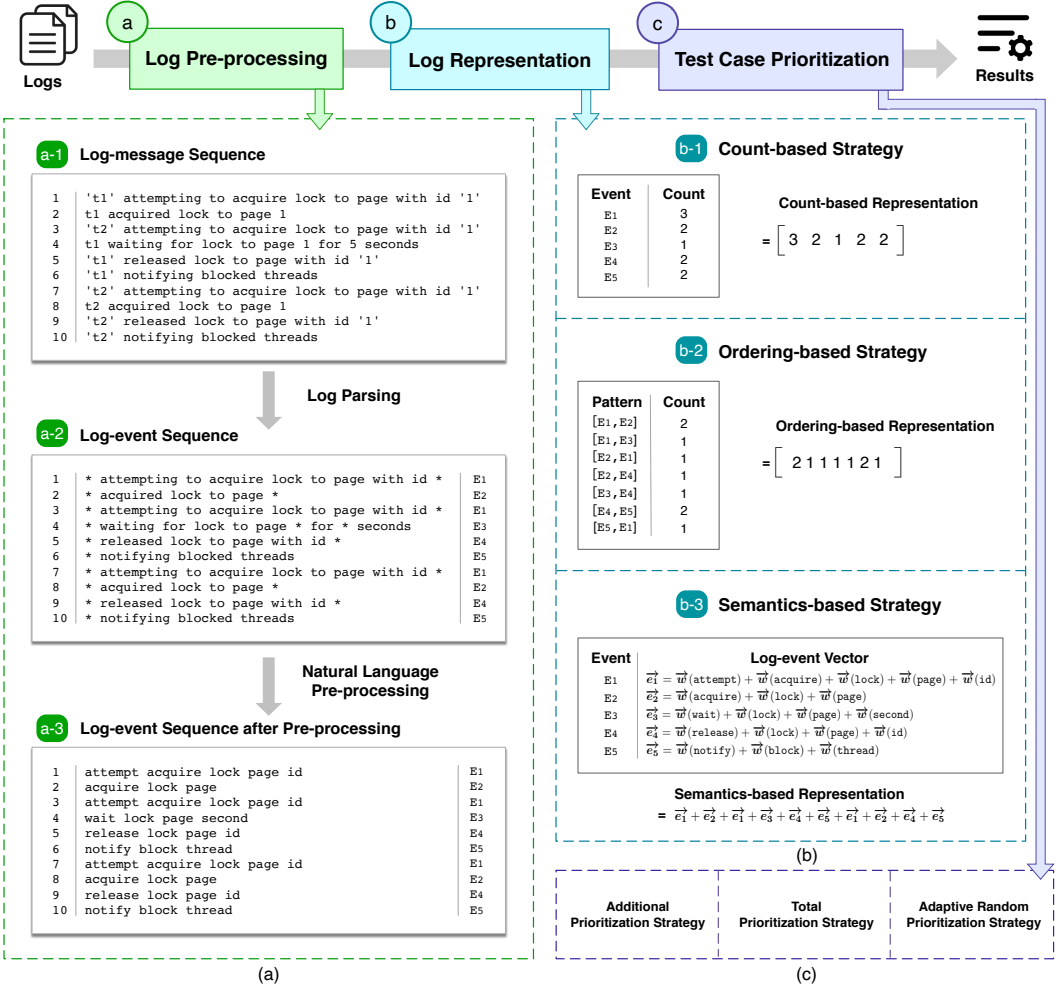 a
b
c
Logs
Log Pre-processing
Log Representation
Test Case Prioritization
Results
a-1 Log-message Sequence
1 't1' attempting to acquire lock to page with id '1'
2 t1 acquired lock to page 1
3 't2' attempting to acquire lock to page with id '1'
4 t1 waiting for lock to page 1 for 5 seconds
5 't1' released lock to page with id '1'
6 't1' notifying blocked threads
7 't2' attempting to acquire lock to page with id '1'
8 t2 acquired lock to page 1
9 't2' released lock to page with id '1'
10 't2' notifying blocked threads
Log Parsing
a-2 Log-event Sequence
1 * attempting to acquire lock to page with id * E1
2 * acquired lock to page * E2
3 * attempting to acquire lock to page with id * E1
4 * waiting for lock to page * for * seconds E3
5 * released lock to page with id * E4
6 * notifying blocked threads E5
7 * attempting to acquire lock to page with id * E1
8 * acquired lock to page * E2
9 * released lock to page with id * E4
10 * notifying blocked threads E5
Natural Language
Pre-processing
a-3 Log-event Sequence after Pre-processing
1 attempt acquire lock page id E1
2 acquire lock page E2
3 attempt acquire lock page id E1
4 wait lock page second E3
5 release lock page id E4
6 notify block thread E5
7 attempt acquire lock page id E1
8 acquire lock page E2
9 release lock page id E4
10 notify block thread E5
(a)
b-1 Count-based Strategy
Event Count
E1 3
E2 2
E3 1
E4 2
E5 2
Count-based Representation
= [ 3 2 1 2 2 ]
b-2 Ordering-based Strategy
Pattern Count
[E1,E2] 2
[E1,E3] 1
[E2,E1] 1
[E2,E4] 1
[E3,E4] 1
[E4,E5] 2
[E5,E1] 1
Ordering-based Representation
= [ 2 1 1 1 1 2 1 ]
b-3 Semantics-based Strategy
Event Log-event Vector
E1 e⃗1 = w⃗(attempt) + w⃗(acquire) + w⃗(lock) + w⃗(page) + w⃗(id)
E2 e⃗2 = w⃗(acquire) + w⃗(lock) + w⃗(page)
E3 e⃗3 = w⃗(wait) + w⃗(lock) + w⃗(page) + w⃗(second)
E4 e⃗4 = w⃗(release) + w⃗(lock) + w⃗(page) + w⃗(id)
E5 e⃗5 = w⃗(notify) + w⃗(block) + w⃗(thread)
Semantics-based Representation
= e⃗1 + e⃗2 + e⃗1 + e⃗3 + e⃗4 + e⃗5 + e⃗1 + e⃗2 + e⃗4 + e⃗5
(b)
Additional
Prioritization Strategy
Total
Prioritization Strategy
Adaptive Random
Prioritization Strategy
(c)